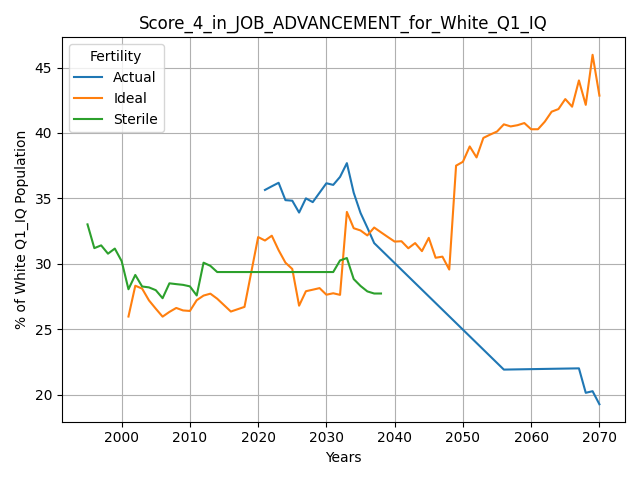 Score_4_in_JOB_ADVANCEMENT_for_White_Q1_IQ
Fertility
Actual
Ideal
Sterile
% of White Q1_IQ Population
45
40
35
30
25
20
2000 2010 2020 2030 2040 2050 2060 2070
Years